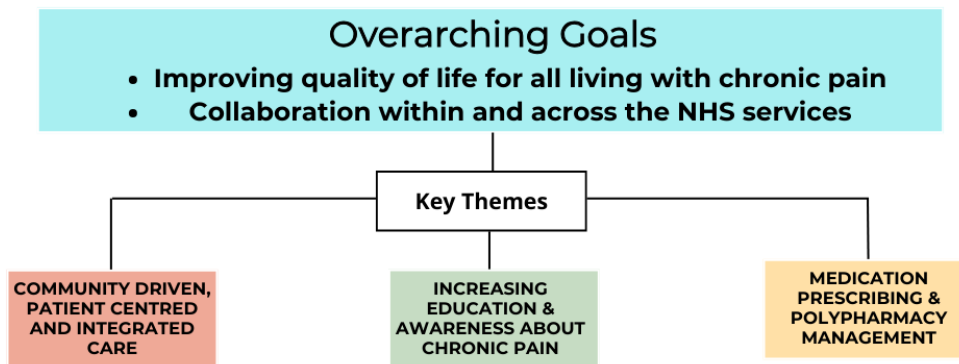 Overarching Goals
• Improving quality of life for all living with chronic pain
• Collaboration within and across the NHS services
Key Themes
COMMUNITY DRIVEN,
PATIENT CENTRED
AND INTEGRATED
CARE
INCREASING
EDUCATION &
AWARENESS ABOUT
CHRONIC PAIN
MEDICATION
PRESCRIBING &
POLYPHARMACY
MANAGEMENT